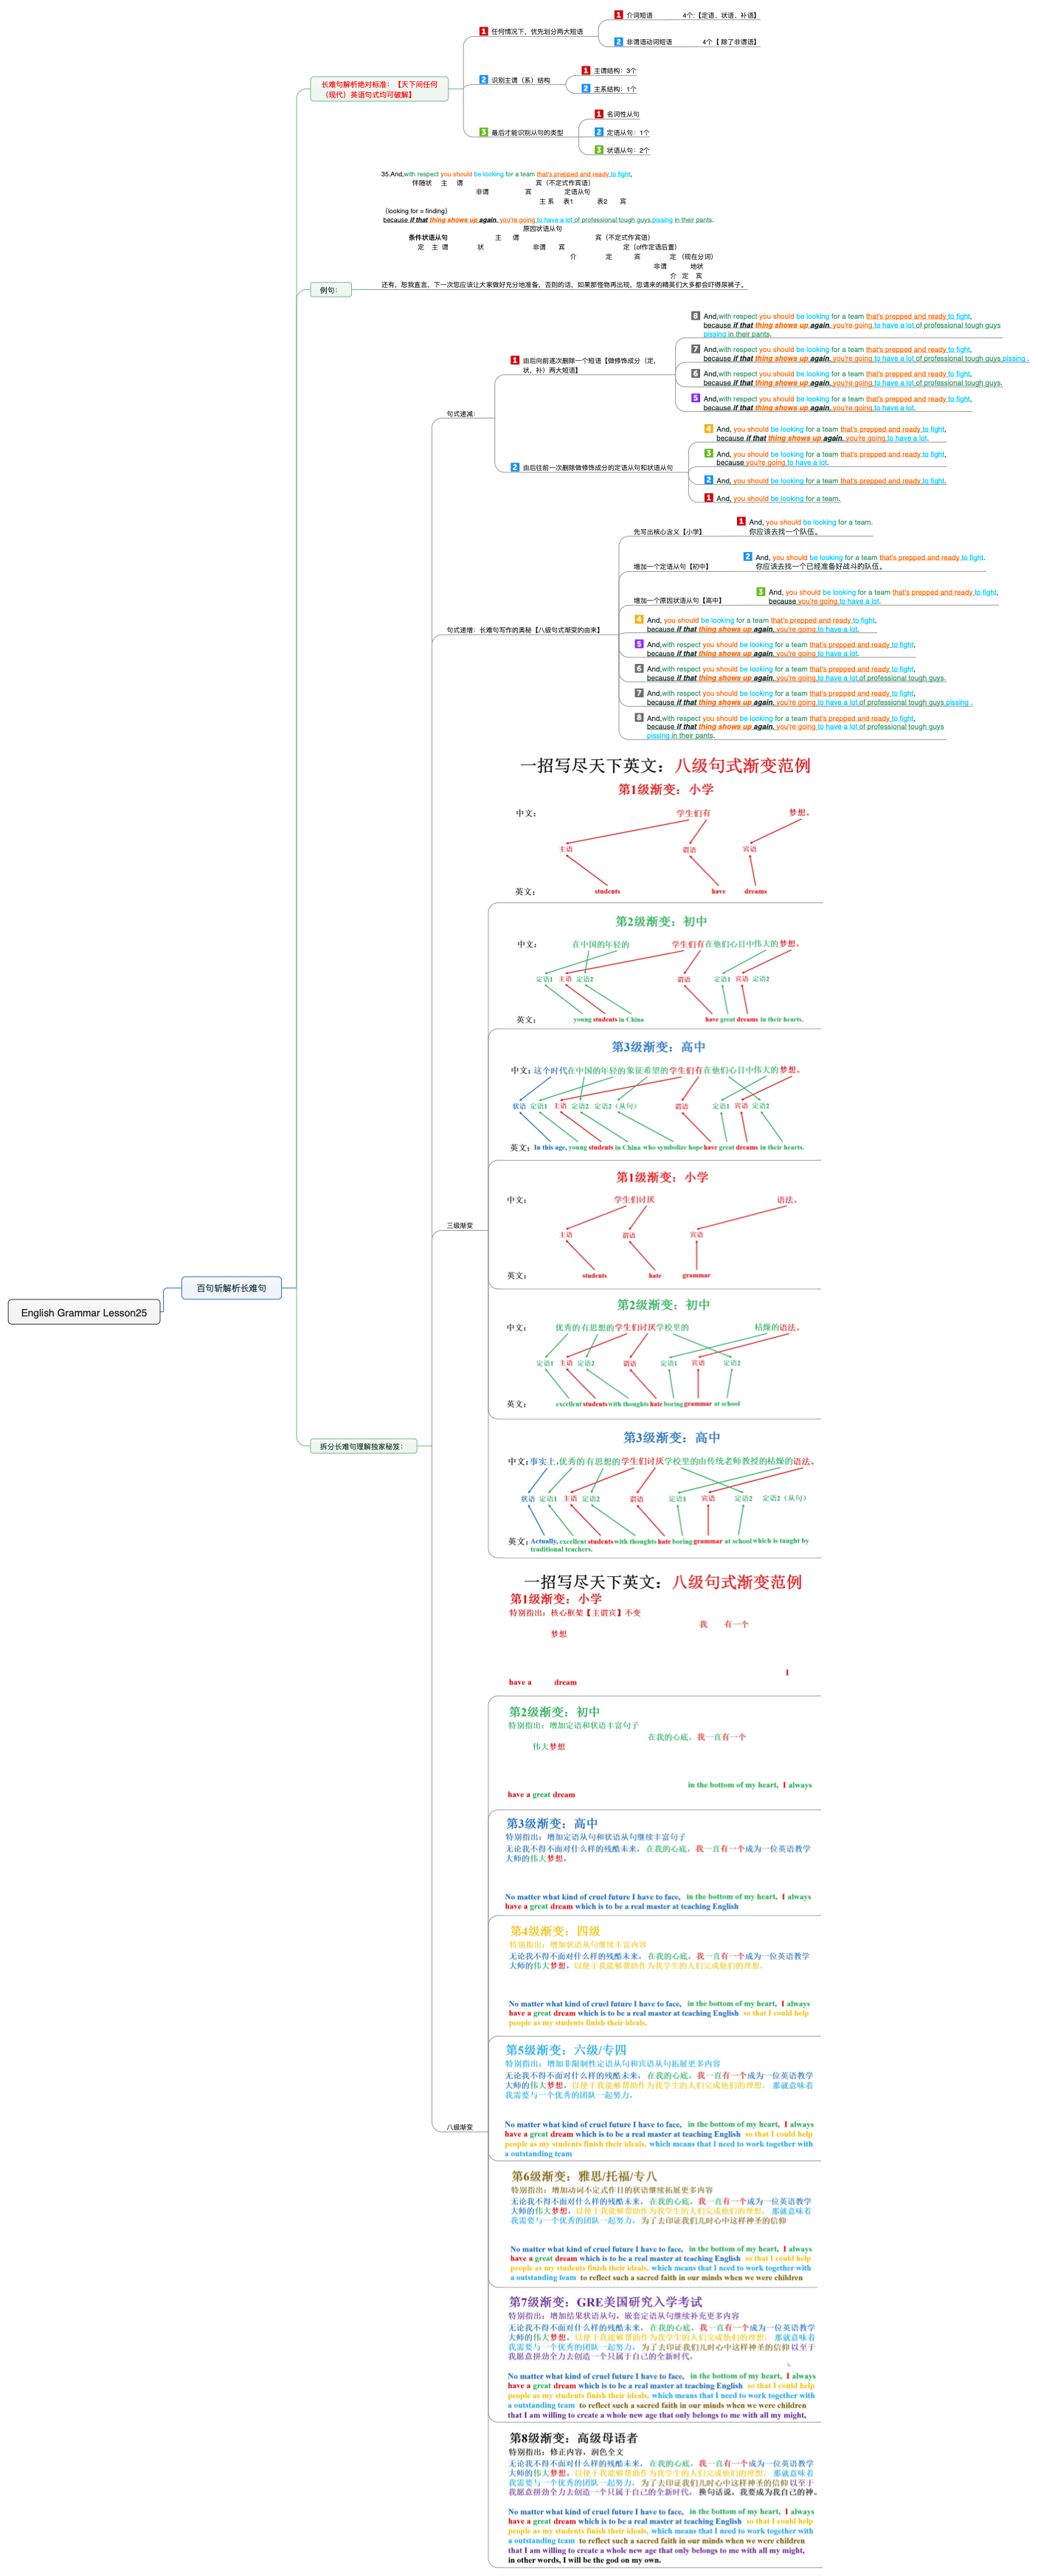 English Grammar Lesson25
百句斩解析长难句
长难句解析绝对标准：【天下间任何
（现代）英语句式均可破解】
1 任何情况下，优先划分两大短语
1 介词短语 4个:【定语、状语、补语】
2 非谓语动词短语 4个【 除了非谓语】
2 识别主谓（系）结构
1 主谓结构：3个
2 主系结构：1个
3 最后才能识别从句的类型
1 名词性从句
2 定语从句：1个
3 状语从句：2个
例句：
35.And,with respect you should be looking for a team that's prepped and ready to fight,
伴随状 主 谓 宾（不定式作宾语）
非谓 宾 定语从句
主 系 表1 表2 宾
（looking for = finding）
because if that thing shows up again, you're going to have a lot of professional tough guys pissing in their pants.
原因状语从句
条件状语从句 主 谓 宾（不定式作宾语）
定 主 谓 状 非谓 宾 定（of作定语后置）
介 定 宾 定 （现在分词）
非谓 地状
介 定 宾
还有，恕我直言，下一次您应该让大家做好充分地准备，否则的话，如果那怪物再出现，您请来的精英们大多都会吓得尿裤子。
拆分长难句理解独家秘笈：
句式递减：
1 由后向前逐次删除一个短语【做修饰成分（定，
状，补）两大短语】
8 And,with respect you should be looking for a team that's prepped and ready to fight,
because if that thing shows up again, you're going to have a lot of professional tough guys
pissing in their pants.
7 And,with respect you should be looking for a team that's prepped and ready to fight,
because if that thing shows up again, you're going to have a lot of professional tough guys pissing .
6 And,with respect you should be looking for a team that's prepped and ready to fight,
because if that thing shows up again, you're going to have a lot of professional tough guys.
5 And,with respect you should be looking for a team that's prepped and ready to fight,
because if that thing shows up again, you're going to have a lot.
2 由后往前一次删除做修饰成分的定语从句和状语从句
4 And, you should be looking for a team that's prepped and ready to fight,
because if that thing shows up again, you're going to have a lot.
3 And, you should be looking for a team that's prepped and ready to fight,
because you're going to have a lot.
2 And, you should be looking for a team that's prepped and ready to fight.
1 And, you should be looking for a team.
句式递增：长难句写作的奥秘【八级句式渐变的由来】
先写出核心含义【小学】
1 And, you should be looking for a team.
你应该去找一个队伍。
增加一个定语从句【初中】
2 And, you should be looking for a team that's prepped and ready to fight.
你应该去找一个已经准备好战斗的队伍。
增加一个原因状语从句【高中】
3 And, you should be looking for a team that's prepped and ready to fight,
because you're going to have a lot.
4 And, you should be looking for a team that's prepped and ready to fight,
because if that thing shows up again, you're going to have a lot.
5 And,with respect you should be looking for a team that's prepped and ready to fight,
because if that thing shows up again, you're going to have a lot.
6 And,with respect you should be looking for a team that's prepped and ready to fight,
because if that thing shows up again, you're going to have a lot of professional tough guys.
7 And,with respect you should be looking for a team that's prepped and ready to fight,
because if that thing shows up again, you're going to have a lot of professional tough guys pissing .
8 And,with respect you should be looking for a team that's prepped and ready to fight,
because if that thing shows up again, you're going to have a lot of professional tough guys
pissing in their pants.
三级渐变
一招写尽天下英文：八级句式渐变范例
第1级渐变：小学
中文： 学生们有 梦想。
主语 谓语 宾语
英文： students have dreams
第2级渐变：初中
中文： 在中国的年轻的 学生们有在他们心目中伟大的梦想。
定语1 主语 定语2 谓语 定语1 宾语 定语2
英文： young students in China have great dreams in their hearts.
第3级渐变：高中
中文：这个时代在中国的年轻的象征希望的学生们有在他们心目中伟大的梦想。
状语 定语1 主语 定语2 定语2（从句） 谓语 定语1 宾语 定语2
英文：In this age, young students in China who symbolize hope have great dreams in their hearts.
第1级渐变：小学
中文： 学生们讨厌 语法。
主语 谓语 宾语
英文： students hate grammar
第2级渐变：初中
中文： 优秀的有思想的学生们讨厌学校里的 枯燥的语法。
定语1 主语 定语2 谓语 定语1 宾语 定语2
英文： excellent students with thoughts hate boring grammar at school
第3级渐变：高中
中文：事实上,优秀的有思想的学生们讨厌学校里的由传统老师教授的枯燥的语法。
状语 定语1 主语 定语2 谓语 定语1 宾语 定语2 定语2（从句）
英文：Actually, excellent students with thoughts hate boring grammar at school which is taught by
traditional teachers.
八级渐变
一招写尽天下英文：八级句式渐变范例
第1级渐变：小学
特别指出：核心框架【主谓宾】不变
我 有一个
梦想
I
have a dream
第2级渐变：初中
特别指出：增加定语和状语丰富句子
在我的心底，我一直有一个
伟大梦想
in the bottom of my heart, I always
have a great dream
第3级渐变：高中
特别指出：增加定语从句和状语从句继续丰富句子
无论我不得不面对什么样的残酷未来，在我的心底，我一直有一个成为一位英语教学
大师的伟大梦想。
No matter what kind of cruel future I have to face, in the bottom of my heart, I always
have a great dream which is to be a real master at teaching English
第4级渐变：四级
特别指出：增加状语从句继续丰富内容
无论我不得不面对什么样的残酷未来，在我的心底，我一直有一个成为一位英语教学
大师的伟大梦想，以便于我能够帮助作为我学生的人们完成他们的理想。
No matter what kind of cruel future I have to face, in the bottom of my heart, I always
have a great dream which is to be a real master at teaching English so that I could help
people as my students finish their ideals,
第5级渐变：六级/专四
特别指出：增加非限制性定语从句和宾语从句拓展更多内容
无论我不得不面对什么样的残酷未来，在我的心底，我一直有一个成为一位英语教学
大师的伟大梦想，以便于我能够帮助作为我学生的人们完成他们的理想，那就意味着
我需要与一个优秀的团队一起努力，
No matter what kind of cruel future I have to face, in the bottom of my heart, I always
have a great dream which is to be a real master at teaching English so that I could help
people as my students finish their ideals, which means that I need to work together with
a outstanding team
第6级渐变：雅思/托福/专八
特别指出：增加动词不定式作目的状语继续拓展更多内容
无论我不得不面对什么样的残酷未来，在我的心底，我一直有一个成为一位英语教学
大师的伟大梦想，以便于我能够帮助作为我学生的人们完成他们的理想，那就意味着
我需要与一个优秀的团队一起努力，为了去印证我们儿时心中这样神圣的信仰
No matter what kind of cruel future I have to face, in the bottom of my heart, I always
have a great dream which is to be a real master at teaching English so that I could help
people as my students finish their ideals, which means that I need to work together with
a outstanding team to reflect such a sacred faith in our minds when we were children
第7级渐变：GRE美国研究入学考试
特别指出：增加结果状语从句，嵌套定语从句继续补充更多内容
无论我不得不面对什么样的残酷未来，在我的心底，我一直有一个成为一位英语教学
大师的伟大梦想，以便于我能够帮助作为我学生的人们完成他们的理想，那就意味着
我需要与一个优秀的团队一起努力，为了去印证我们儿时心中这样神圣的信仰以至于
我愿意拼劲全力去创造一个只属于自己的全新时代，
No matter what kind of cruel future I have to face, in the bottom of my heart, I always
have a great dream which is to be a real master at teaching English so that I could help
people as my students finish their ideals, which means that I need to work together with
a outstanding team to reflect such a sacred faith in our minds when we were children
that I am willing to create a whole new age that only belongs to me with all my might,
第8级渐变：高级母语者
特别指出：修正内容，润色全文
无论我不得不面对什么样的残酷未来，在我的心底，我一直有一个成为一位英语教学
大师的伟大梦想，以便于我能够帮助作为我学生的人们完成他们的理想，那就意味着
我需要与一个优秀的团队一起努力，为了去印证我们儿时心中这样神圣的信仰以至于
我愿意拼劲全力去创造一个只属于自己的全新时代，换句话说，我要成为我自己的神。
No matter what kind of cruel future I have to face, in the bottom of my heart, I always
have a great dream which is to be a real master at teaching English so that I could help
people as my students finish their ideals, which means that I need to work together with
a outstanding team to reflect such a sacred faith in our minds when we were children
that I am willing to create a whole new age that only belongs to me with all my might,
in other words, I will be the god on my own.